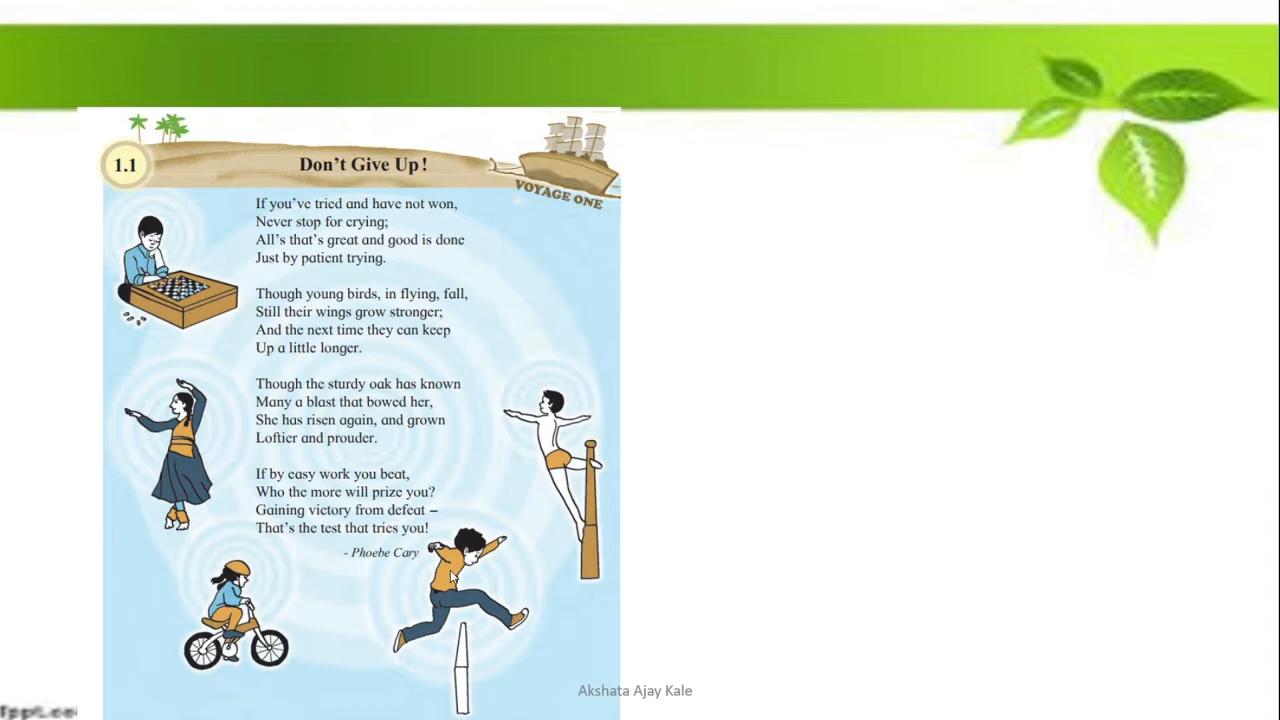 1.1
Don't Give Up!
VOYAGE ONE
If you've tried and have not won,
Never stop for crying;
All's that's great and good is done
Just by patient trying.
Though young birds, in flying, fall,
Still their wings grow stronger;
And the next time they can keep
Up a little longer.
Though the sturdy oak has known
Many a blast that bowed her,
She has risen again, and grown
Loftier and prouder.
If by easy work you beat,
Who the more will prize you?
Gaining victory from defeat –
That's the test that tries you!
- Phoebe Cary
Akshata Ajay Kale